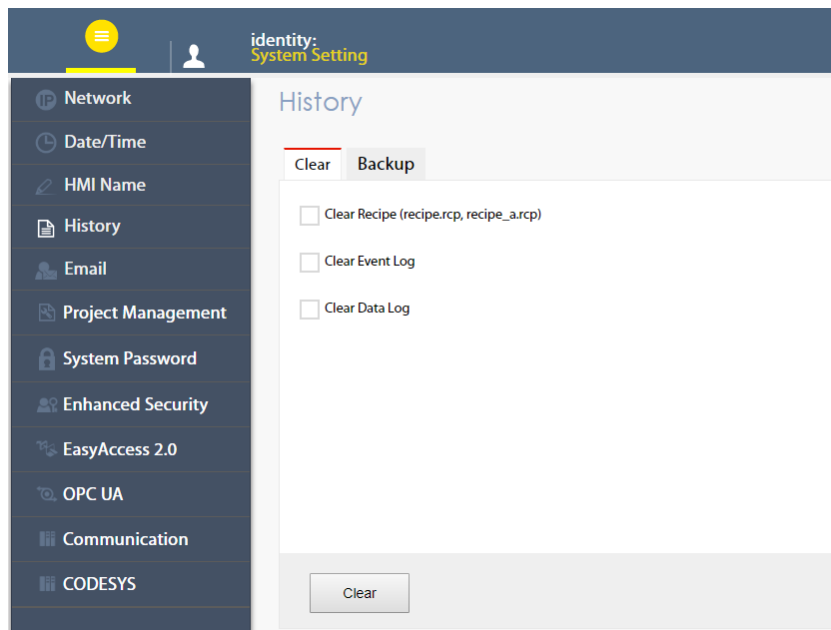 identity:
System Setting
Network
Date/Time
HMI Name
History
Email
Project Management
System Password
Enhanced Security
EasyAccess 2.0
OPC UA
Communication
CODESYS
History
Clear Backup
Clear Recipe (recipe.rcp, recipe_a.rcp)
Clear Event Log
Clear Data Log
Clear